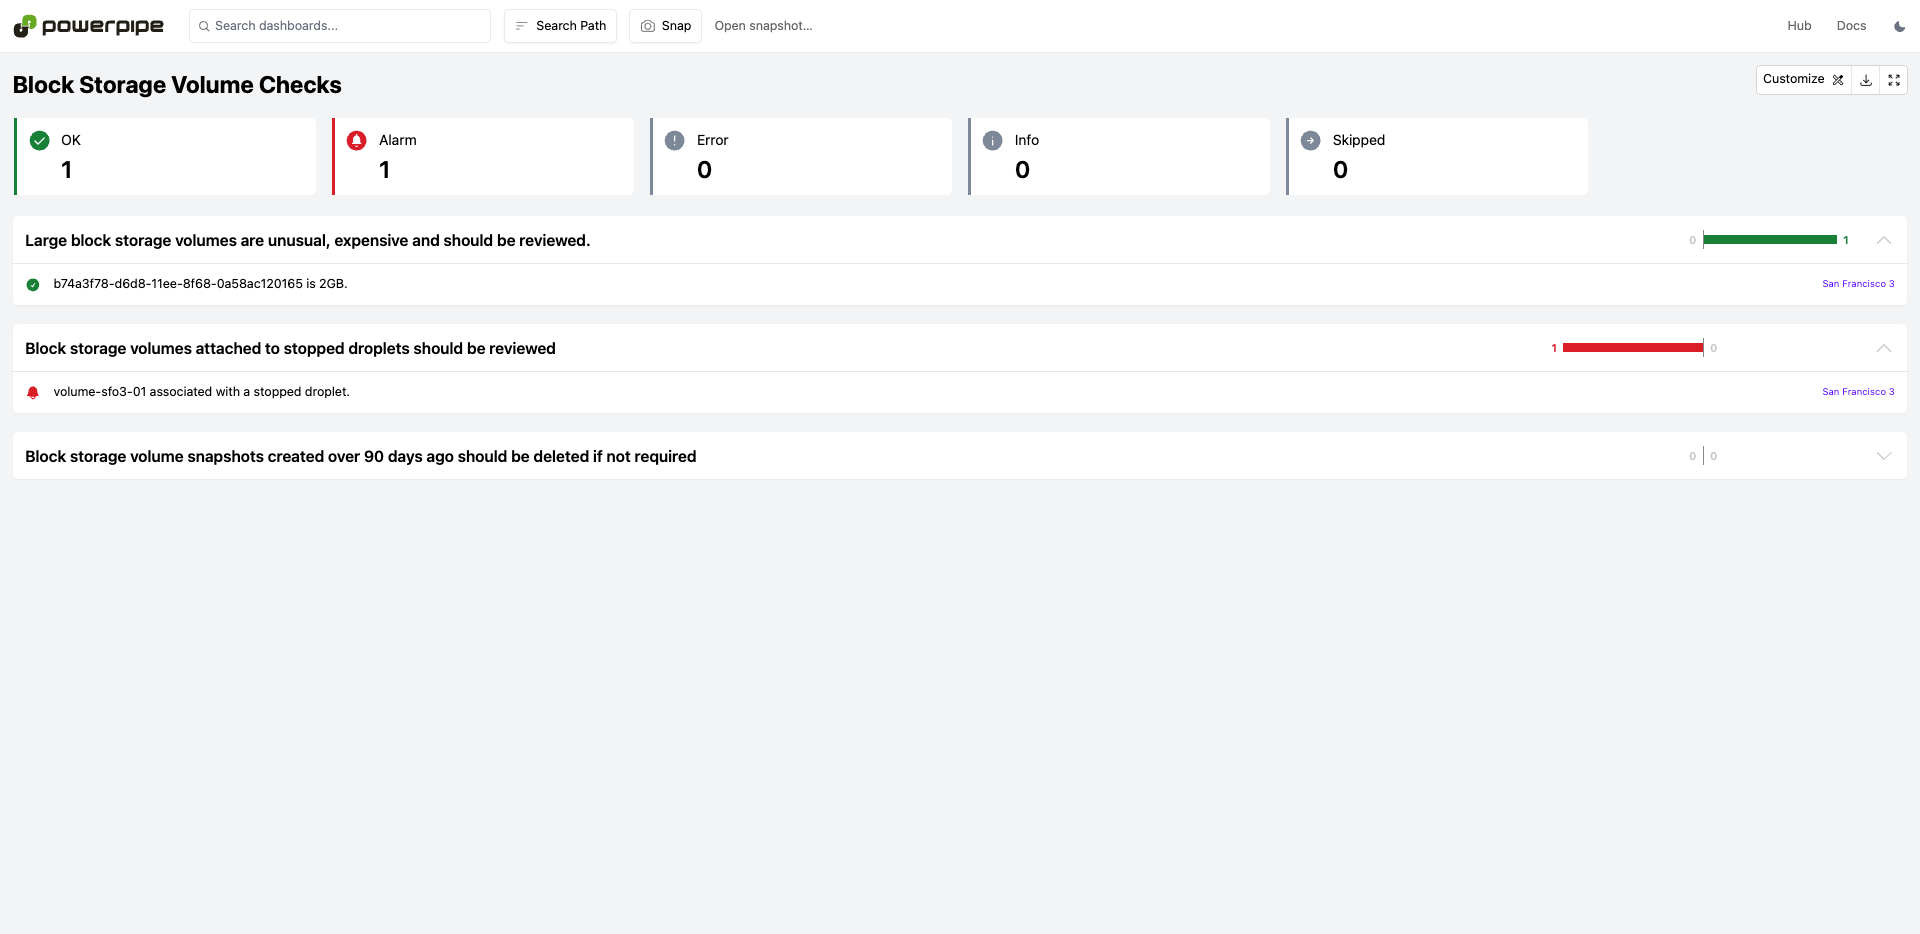 powerpipe
Search dashboards...
Search Path
Snap
Open snapshot...
Hub
Docs
Block Storage Volume Checks
Customize
OK
1
Alarm
1
Error
0
Info
0
Skipped
0
Large block storage volumes are unusual, expensive and should be reviewed.
0 1
b74a3f78-d6d8-11ee-8f68-0a58ac120165 is 2GB.
San Francisco 3
Block storage volumes attached to stopped droplets should be reviewed
1 0
volume-sfo3-01 associated with a stopped droplet.
San Francisco 3
Block storage volume snapshots created over 90 days ago should be deleted if not required
0 0